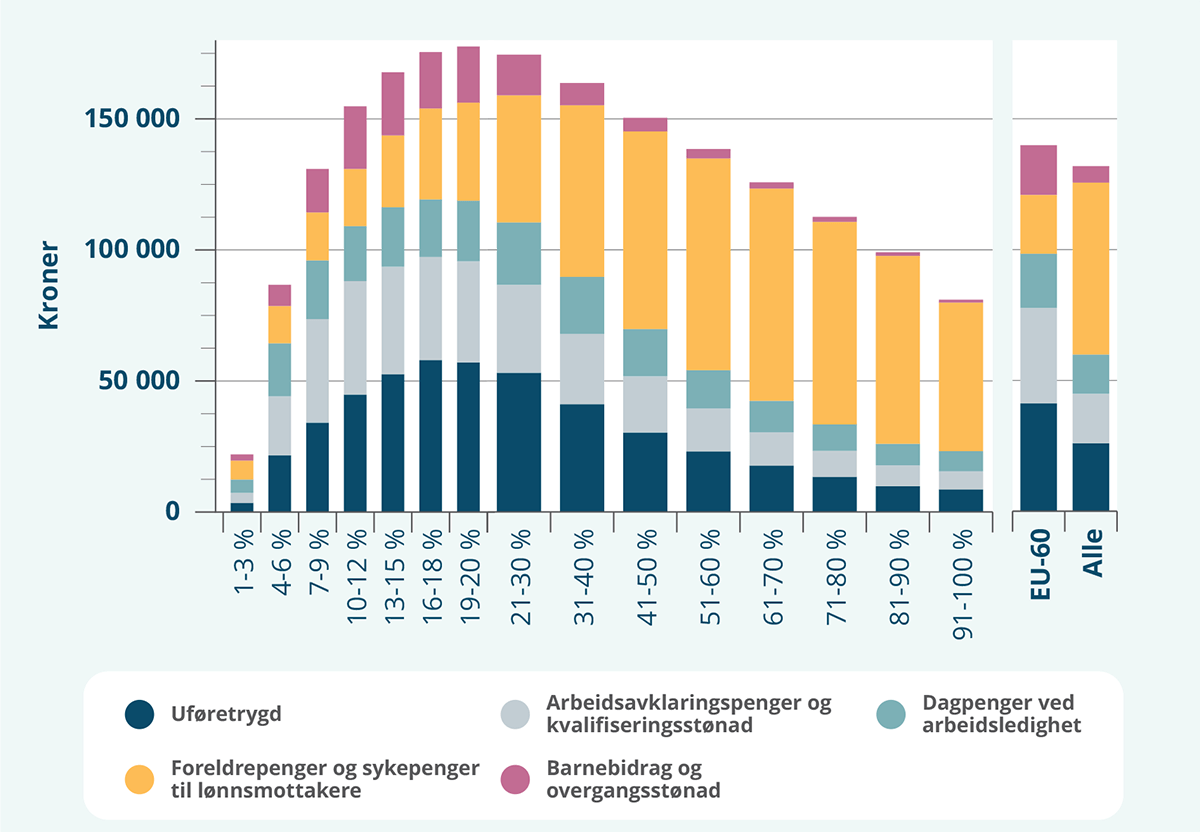 Kroner
150 000
100 000
50 000
0
1-3 %
4-6 %
7-9 %
10-12 %
13-15 %
16-18 %
19-20 %
21-30 %
31-40 %
41-50 %
51-60 %
61-70 %
71-80 %
81-90 %
91-100 %
EU-60
Alle
Uføretrygd
Arbeidsavklaringspenger og
kvalifiseringsstønad
Dagpenger ved
arbeidsledighet
Foreldrepenger og sykepenger
til lønnsmottakere
Barnebidrag og
overgangsstønad